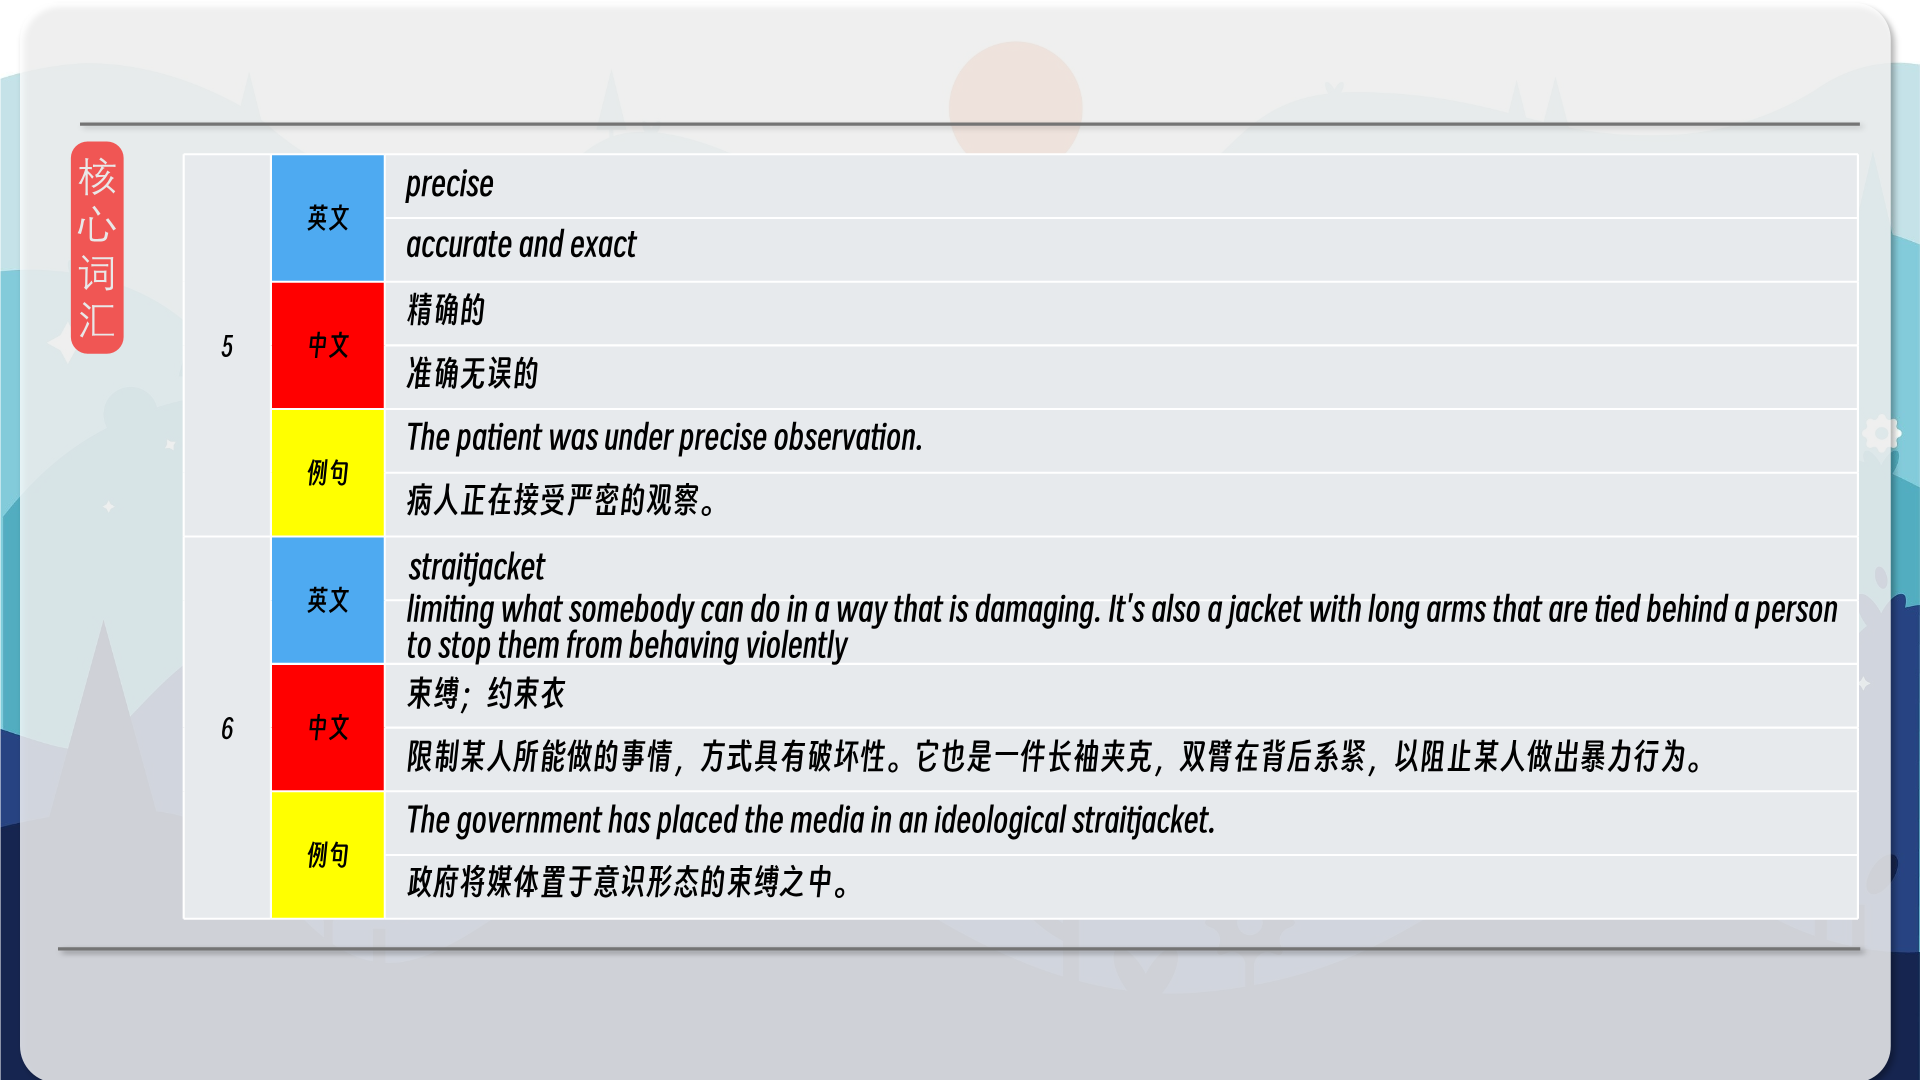 核
心
词
汇
5
英文
precise
accurate and exact
中文
精确的
准确无误的
例句
The patient was under precise observation.
病人正在接受严密的观察。
6
英文
straitjacket
limiting what somebody can do in a way that is damaging. It's also a jacket with long arms that are tied behind a person
to stop them from behaving violently
中文
束缚；约束衣
限制某人所能做的事情，方式具有破坏性。它也是一件长袖夹克，双臂在背后系紧，以阻止某人做出暴力行为。
例句
The government has placed the media in an ideological straitjacket.
政府将媒体置于意识形态的束缚之中。